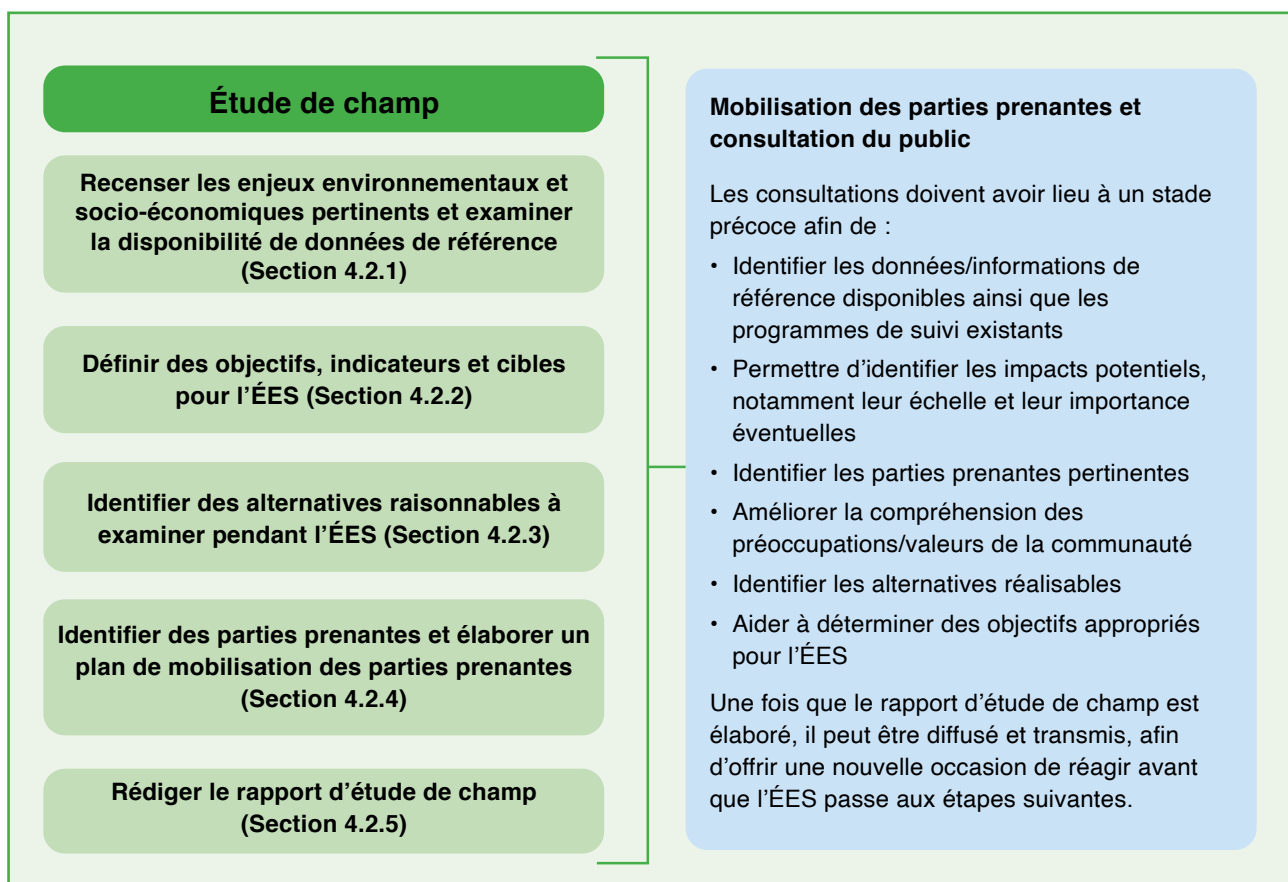 Étude de champ
Recenser les enjeux environnementaux et
socio-économiques pertinents et examiner
la disponibilité de données de référence
(Section 4.2.1)
Définir des objectifs, indicateurs et cibles
pour l'ÉES (Section 4.2.2)
Identifier des alternatives raisonnables à
examiner pendant l'ÉES (Section 4.2.3)
Identifier des parties prenantes et élaborer un
plan de mobilisation des parties prenantes
(Section 4.2.4)
Rédiger le rapport d'étude de champ
(Section 4.2.5)
Mobilisation des parties prenantes et
consultation du public
Les consultations doivent avoir lieu à un stade
précoce afin de :
• Identifier les données/informations de
référence disponibles ainsi que les
programmes de suivi existants
• Permettre d'identifier les impacts potentiels,
notamment leur échelle et leur importance
éventuelles
• Identifier les parties prenantes pertinentes
• Améliorer la compréhension des
préoccupations/valeurs de la communauté
• Identifier les alternatives réalisables
• Aider à déterminer des objectifs appropriés
pour l'ÉES
Une fois que le rapport d'étude de champ est
élaboré, il peut être diffusé et transmis, afin
d'offrir une nouvelle occasion de réagir avant
que l'ÉES passe aux étapes suivantes.